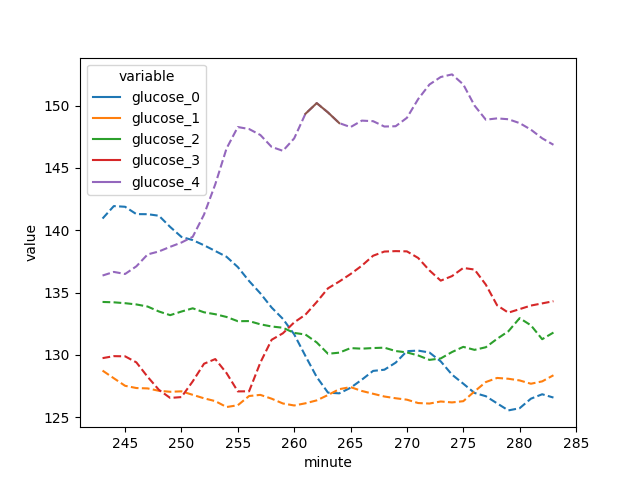 variable
glucose_0
glucose_1
glucose_2
glucose_3
glucose_4
150
145
140
135
130
125
value
245 250 255 260 265 270 275 280 285
minute